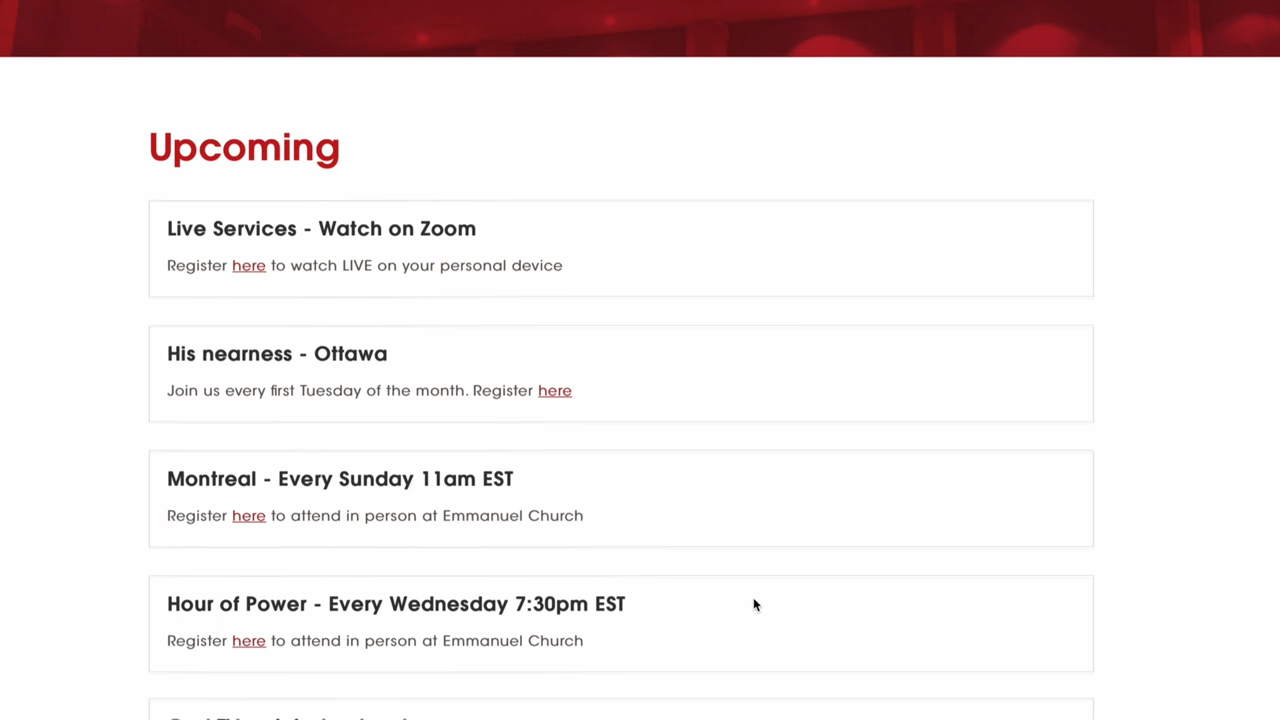 Upcoming
Live Services - Watch on Zoom
Register here to watch LIVE on your personal device
His nearness - Ottawa
Join us every first Tuesday of the month. Register here
Montreal - Every Sunday 11am EST
Register here to attend in person at Emmanuel Church
Hour of Power - Every Wednesday 7:30pm EST
Register here to attend in person at Emmanuel Church